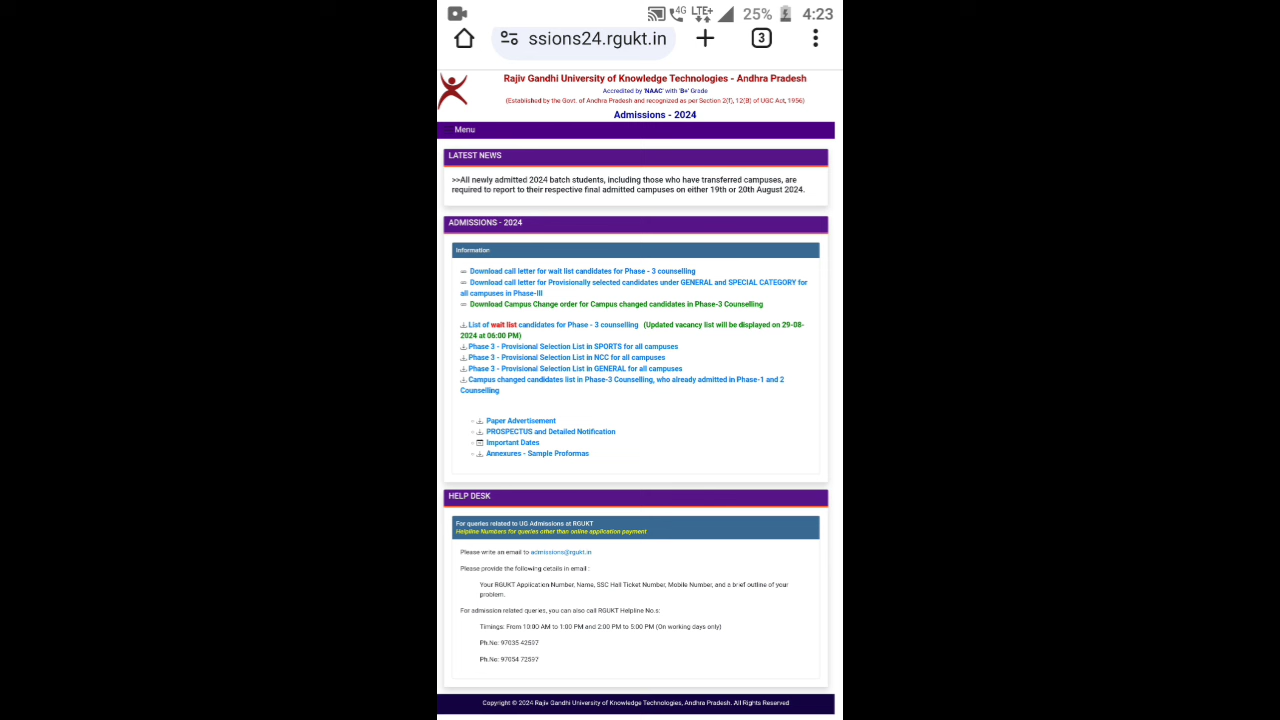 4G LTE+ 25% 4:23
ssions24.rgukt.in 3
Rajiv Gandhi University of Knowledge Technologies - Andhra Pradesh
Accredited by 'NAAC' with 'B+' Grade
(Established by the Govt. of Andhra Pradesh and recognized as per Section 2(f), 12(B) of UGC Act, 1956)
Admissions - 2024
Menu
LATEST NEWS
>>All newly admitted 2024 batch students, including those who have transferred campuses, are
required to report to their respective final admitted campuses on either 19th or 20th August 2024.
ADMISSIONS - 2024
Information
Download call letter for wait list candidates for Phase - 3 counselling
Download call letter for Provisionally selected candidates under GENERAL and SPECIAL CATEGORY for
all campuses in Phase-III
Download Campus Change order for Campus changed candidates in Phase-3 Counselling
List of wait list candidates for Phase - 3 counselling (Updated vacancy list will be displayed on 29-08-
2024 at 06:00 PM)
Phase 3 - Provisional Selection List in SPORTS for all campuses
Phase 3 - Provisional Selection List in NCC for all campuses
Phase 3 - Provisional Selection List in GENERAL for all campuses
Campus changed candidates list in Phase-3 Counselling, who already admitted in Phase-1 and 2
Counselling
Paper Advertisement
PROSPECTUS and Detailed Notification
Important Dates
Annexures - Sample Proformas
HELP DESK
For queries related to UG Admissions at RGUKT
Helpline Numbers for queries other than online application payment
Please write an email to admissions@rgukt.in
Please provide the following details in email :
Your RGUKT Application Number, Name, SSC Hall Ticket Number, Mobile Number, and a brief outline of your
problem.
For admission related queries, you can also call RGUKT Helpline No.s:
Timings: From 10:00 AM to 1:00 PM and 2:00 PM to 5:00 PM (On working days only)
Ph.No: 97035 42597
Ph.No: 97054 72597
Copyright © 2024 Rajiv Gandhi University of Knowledge Technologies, Andhra Pradesh. All Rights Reserved